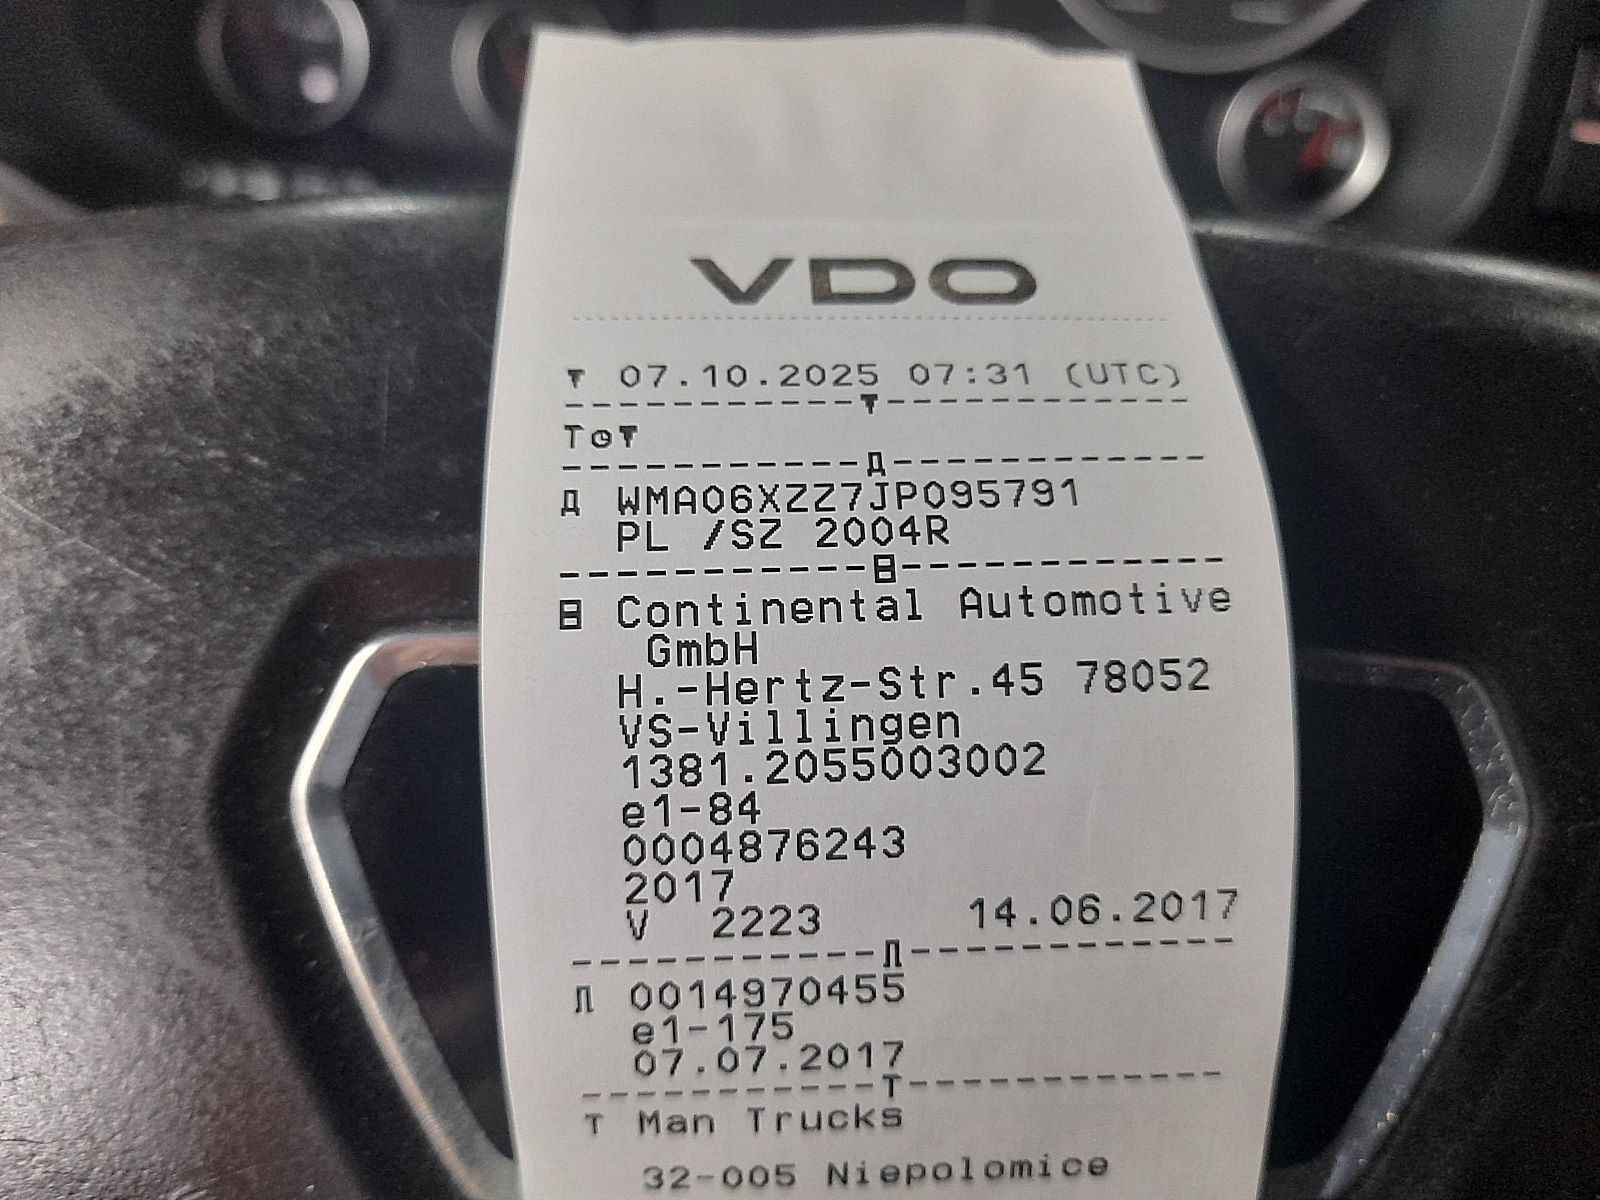 VDO
▼ 07.10.2025 07:31 (UTC)
-----------▼-----------
T⊙▼
-----------Д-----------
Д WMA06XZZ7JP095791
PL /SZ 2004R
-----------B-----------
B Continental Automotive
GmbH
H.-Hertz-Str.45 78052
VS-Villingen
1381.2055003002
e1-84
0004876243
2017
V 2223 14.06.2017
-----------Л-----------
Л 0014970455
e1-175
07.07.2017
-----------T-----------
T Man Trucks
32-005 Niepolomice